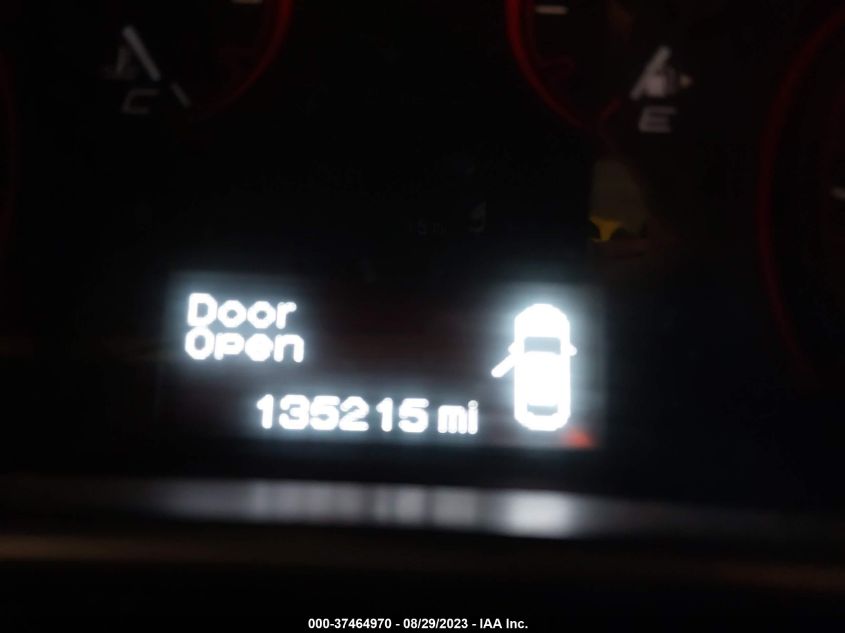 C
E
Door
Open
135215 mi
000-37464970 - 08/29/2023 - IAA Inc.